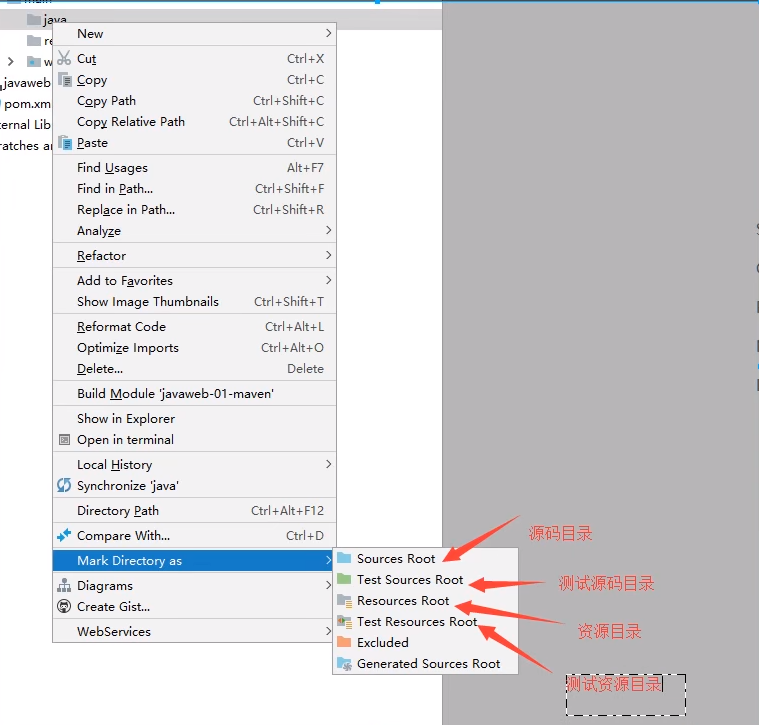 main
java
New
re
Cut Ctrl+X
w
Copy Ctrl+C
javaweb
Copy Path Ctrl+Shift+C
pom.xm
Copy Relative Path Ctrl+Alt+Shift+C
ternal Lib
Paste Ctrl+V
ratches a
Find Usages Alt+F7
Find in Path... Ctrl+Shift+F
Replace in Path... Ctrl+Shift+R
Analyze
Refactor
Add to Favorites
Show Image Thumbnails Ctrl+Shift+T
Reformat Code Ctrl+Alt+L
Optimize Imports Ctrl+Alt+O
Delete... Delete
Build Module 'javaweb-01-maven'
Show in Explorer
Open in terminal
Local History
Synchronize 'java'
Directory Path Ctrl+Alt+F12
Compare With... Ctrl+D
Mark Directory as
Diagrams
Create Gist...
WebServices
Sources Root 源码目录
Test Sources Root 测试源码目录
Resources Root 资源目录
Test Resources Root 测试资源目录
Excluded
Generated Sources Root